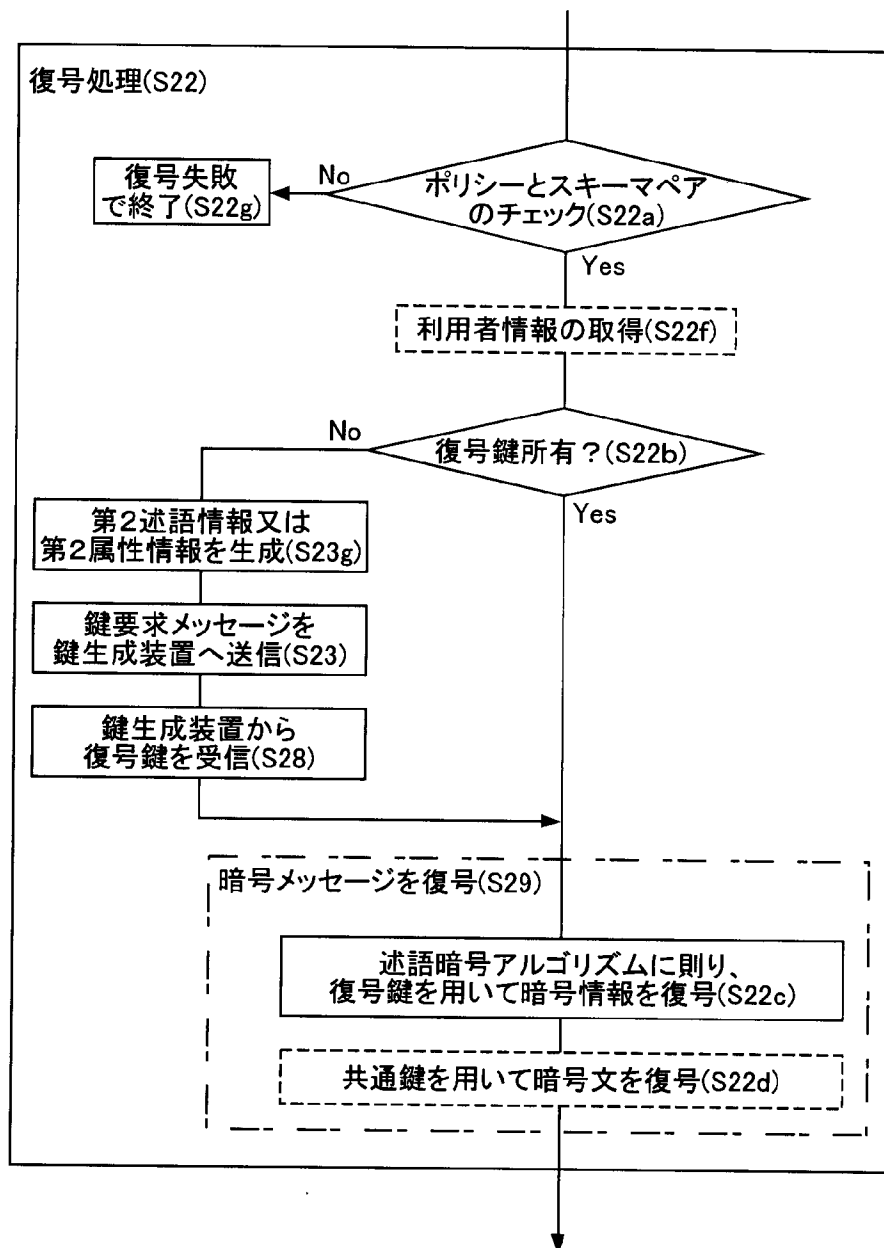 復号処理(S22)
復号失敗
で終了(S22g)
No
ポリシーとスキーマペア
のチェック(S22a)
Yes
利用者情報の取得(S22f)
No
復号鍵所有？(S22b)
Yes
第２述語情報又は
第２属性情報を生成(S23g)
鍵要求メッセージを
鍵生成装置へ送信(S23)
鍵生成装置から
復号鍵を受信(S28)
暗号メッセージを復号(S29)
述語暗号アルゴリズムに則り、
復号鍵を用いて暗号情報を復号(S22c)
共通鍵を用いて暗号文を復号(S22d)